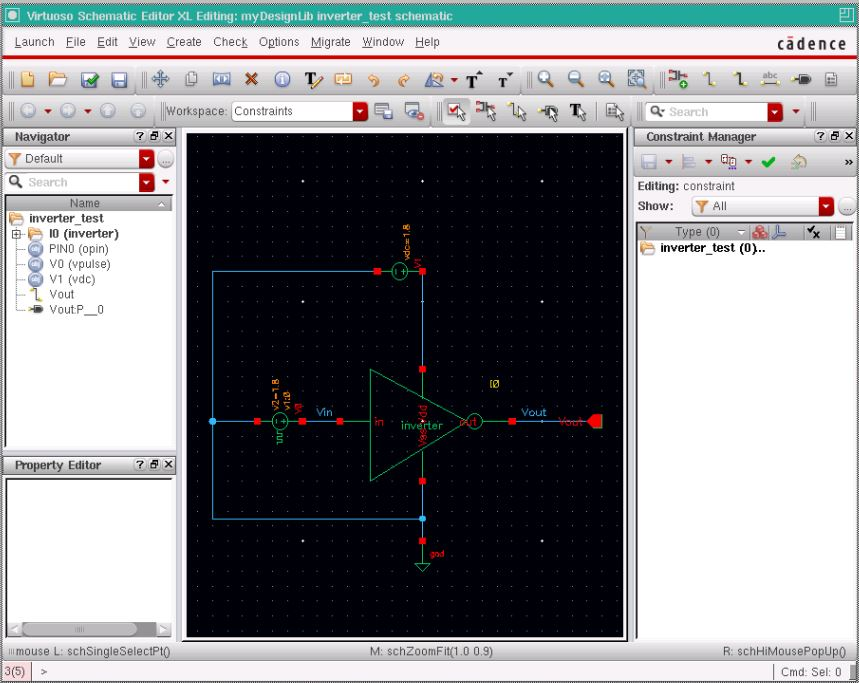 Virtuoso Schematic Editor XL Editing: myDesignLib inverter_test schematic
Launch File Edit View Create Check Options Migrate Window Help
cādence
Workspace: Constraints
Search
Navigator
Default
Search
Name
inverter_test
I0 (inverter)
PIN0 (opin)
V0 (vpulse)
V1 (vdc)
Vout
Vout:P__0
Property Editor
vdc=1.8
V1
I0
v2=1.8
v1:0
V0
Vin
in
inverter
Vdd
Vss
out
Vout
Vout
gnd
Constraint Manager
Editing: constraint
Show: All
Type (0)
inverter_test (0)...
mouse L: schSingleSelectPt() M: schZoomFit(1.0 0.9) R: schHiMousePopUp()
3(5) > Cmd: Sel: 0